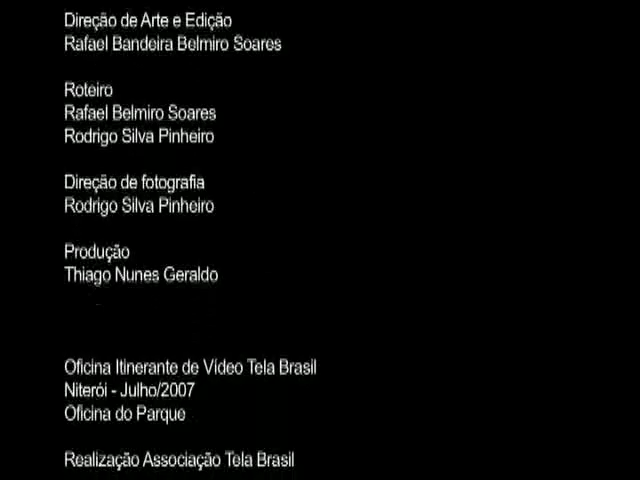 Direção de Arte e Edição
Rafael Bandeira Belmiro Soares
Roteiro
Rafael Belmiro Soares
Rodrigo Silva Pinheiro
Direção de fotografia
Rodrigo Silva Pinheiro
Produção
Thiago Nunes Geraldo
Oficina Itinerante de Vídeo Tela Brasil
Niterói - Julho/2007
Oficina do Parque
Realização Associação Tela Brasil